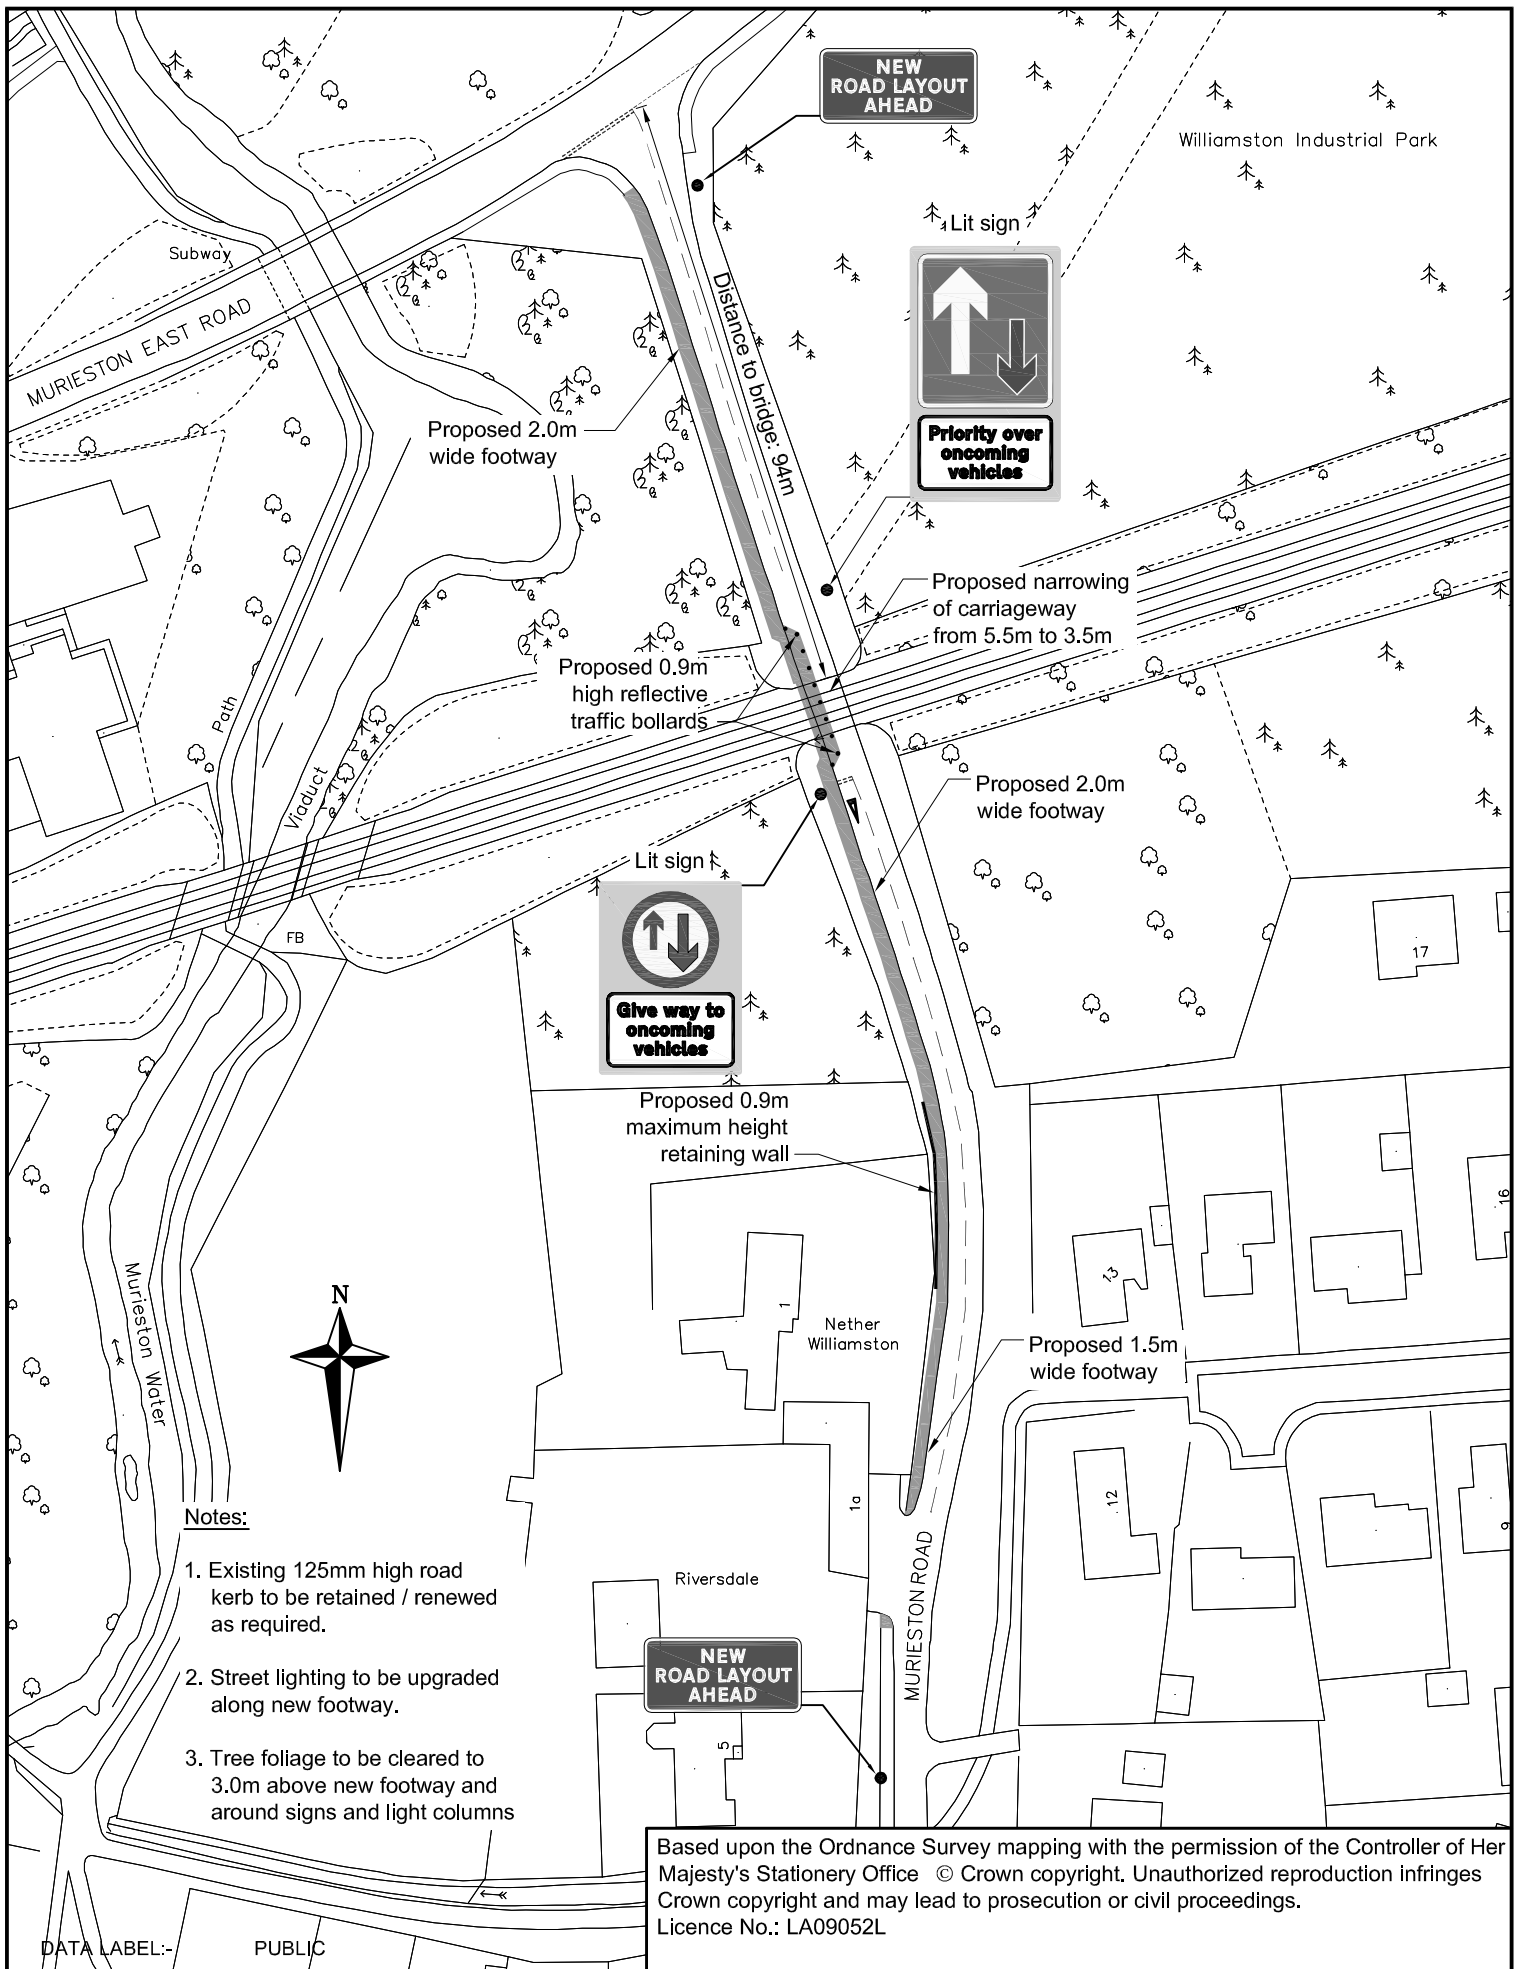 NEW
ROAD LAYOUT
AHEAD
Williamston Industrial Park
Lit sign
Subway
MURIESTON EAST ROAD
Distance to bridge: 94m
Priority over
oncoming
vehicles
Proposed 2.0m
wide footway
Proposed narrowing
of carriageway
from 5.5m to 3.5m
Proposed 0.9m
high reflective
traffic bollards
Path
Viaduct
Proposed 2.0m
wide footway
Lit sign
FB
17
Give way to
oncoming
vehicles
Proposed 0.9m
maximum height
retaining wall
16
13
Murieston Water
N
1
Nether
Williamston
Proposed 1.5m
wide footway
12
1a
9
Notes:
1. Existing 125mm high road
kerb to be retained / renewed
as required.
2. Street lighting to be upgraded
along new footway.
3. Tree foliage to be cleared to
3.0m above new footway and
around signs and light columns
Riversdale
MURIESTON ROAD
NEW
ROAD LAYOUT
AHEAD
5
Based upon the Ordnance Survey mapping with the permission of the Controller of Her
Majesty's Stationery Office © Crown copyright. Unauthorized reproduction infringes
Crown copyright and may lead to prosecution or civil proceedings.
Licence No.: LA09052L
DATA LABEL:- PUBLIC